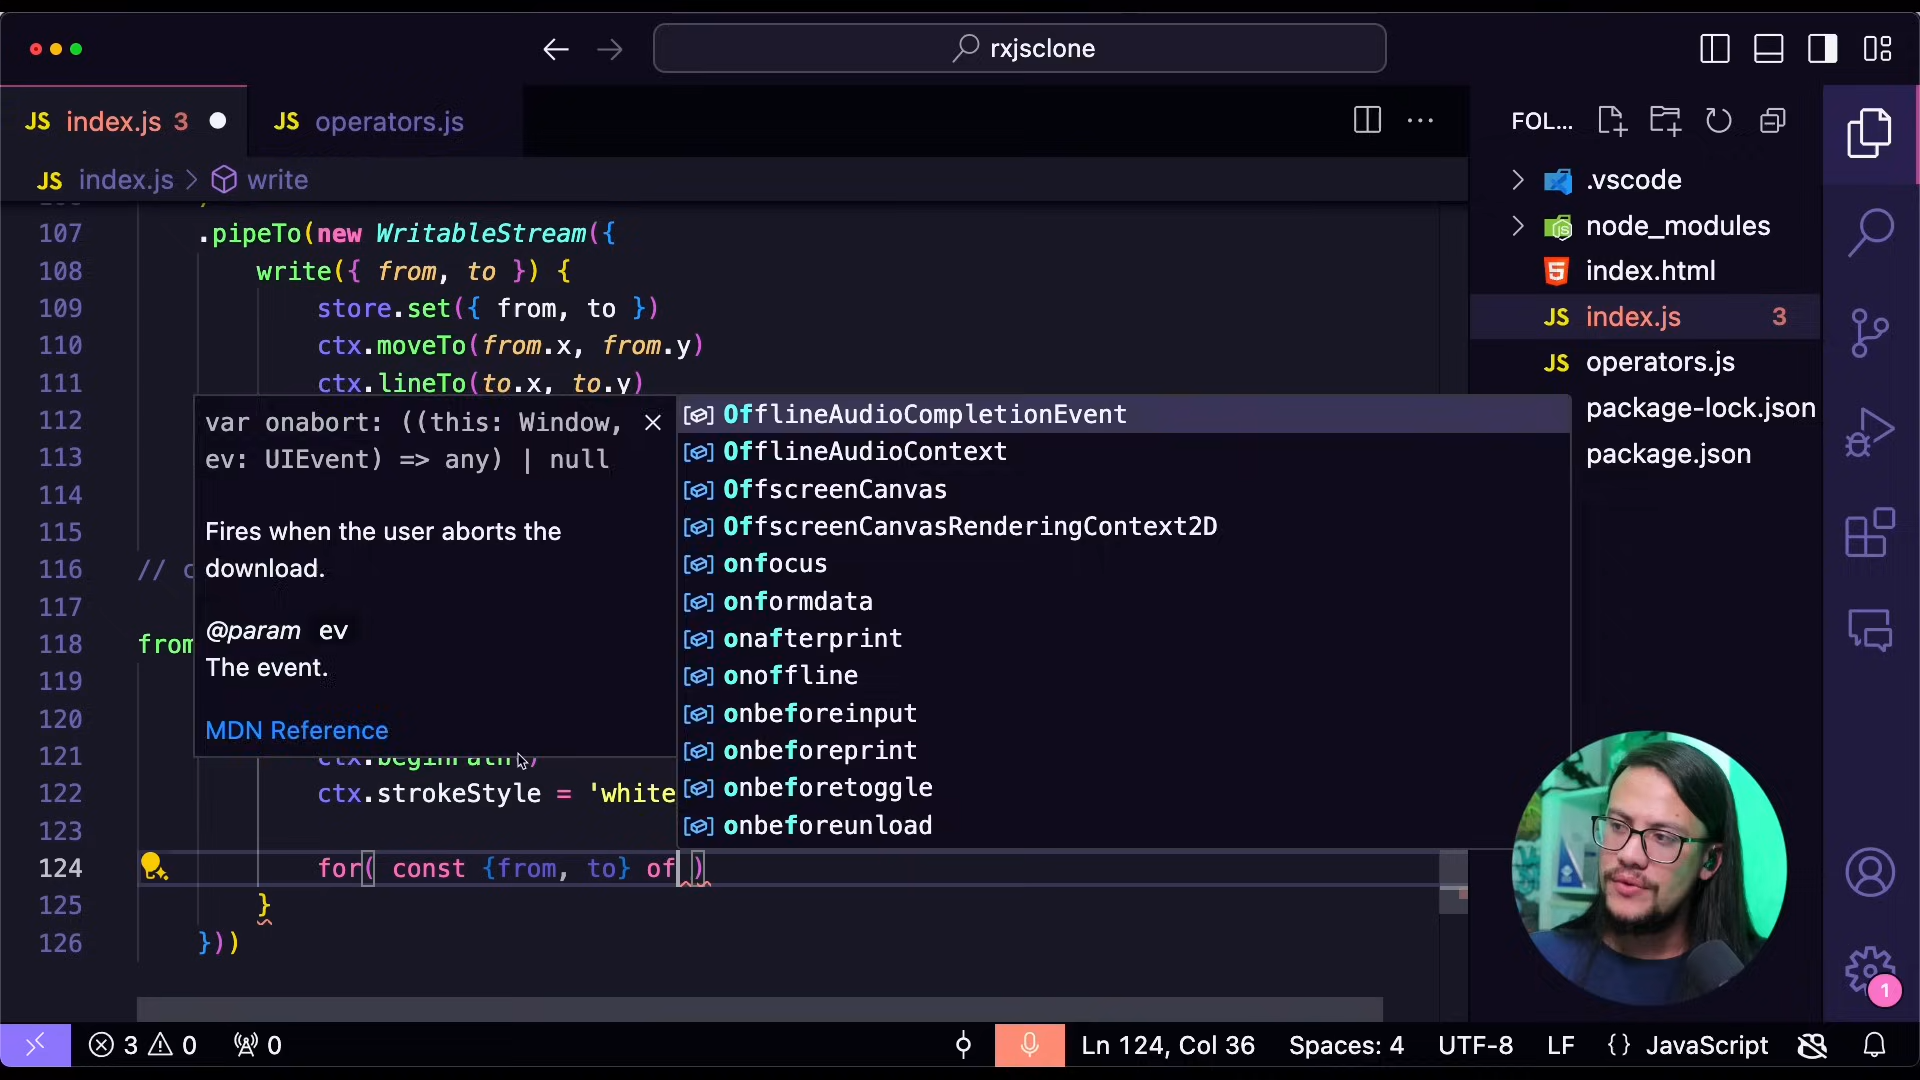 rxjsclone
JS index.js 3
JS operators.js
FOL...
JS index.js > write
107 .pipeTo(new WritableStream({
108 write({ from, to }) {
109 store.set({ from, to })
110 ctx.moveTo(from.x, from.y)
111 ctx.lineTo(to.x, to.y)
112
113
114
115
116 // c
117
118 from
119
120
121 ctx.beginPath()
122 ctx.strokeStyle = 'white
123
124 for( const {from, to} of )
125 }
126 }))
var onabort: ((this: Window,
ev: UIEvent) => any) | null
Fires when the user aborts the
download.
@param ev
The event.
MDN Reference
OfflineAudioCompletionEvent
OfflineAudioContext
OffscreenCanvas
OffscreenCanvasRenderingContext2D
onfocus
onformdata
onafterprint
onoffline
onbeforeinput
onbeforeprint
onbeforetoggle
onbeforeunload
.vscode
node_modules
index.html
JS index.js 3
JS operators.js
package-lock.json
package.json
1
3 0 0
Ln 124, Col 36 Spaces: 4 UTF-8 LF {} JavaScript